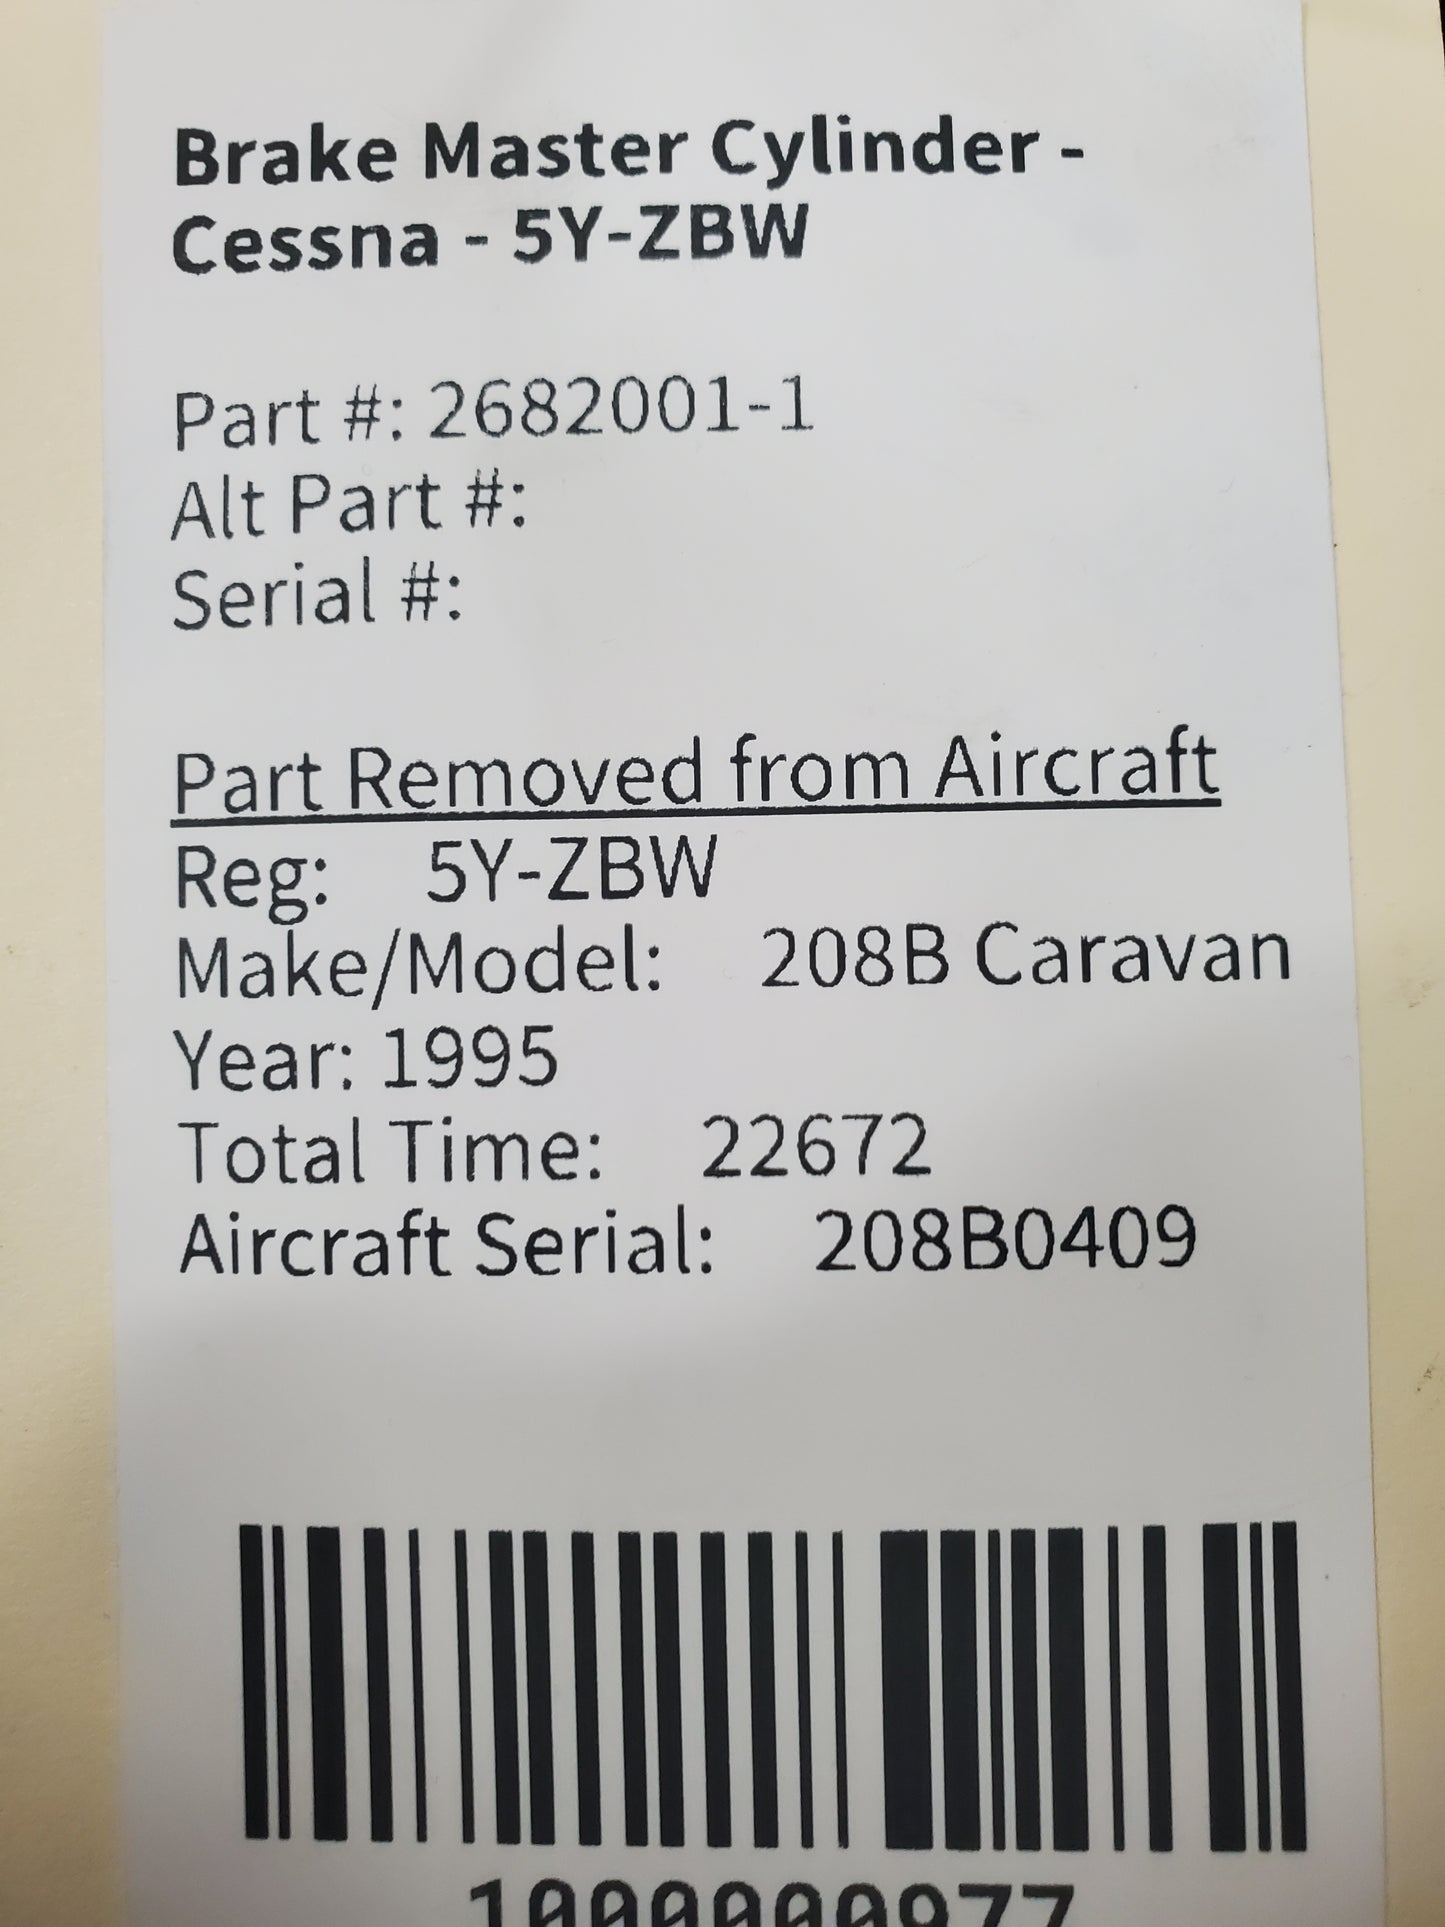 Brake Master Cylinder -
Cessna - 5Y-ZBW
Part #: 2682001-1
Alt Part #:
Serial #:
Part Removed from Aircraft
Reg: 5Y-ZBW
Make/Model: 208B Caravan
Year: 1995
Total Time: 22672
Aircraft Serial: 208B0409
1000000977